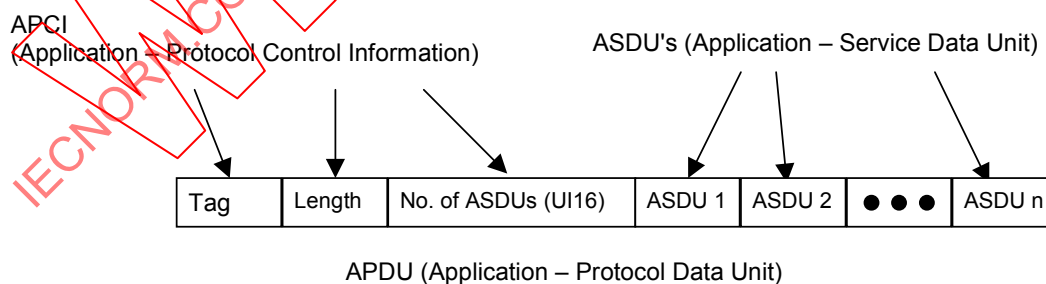 APCI
(Application – Protocol Control Information)
ASDU's (Application – Service Data Unit)
Tag
Length
No. of ASDUs (UI16)
ASDU 1
ASDU 2
ASDU n
APDU (Application – Protocol Data Unit)
IECNORM.CO